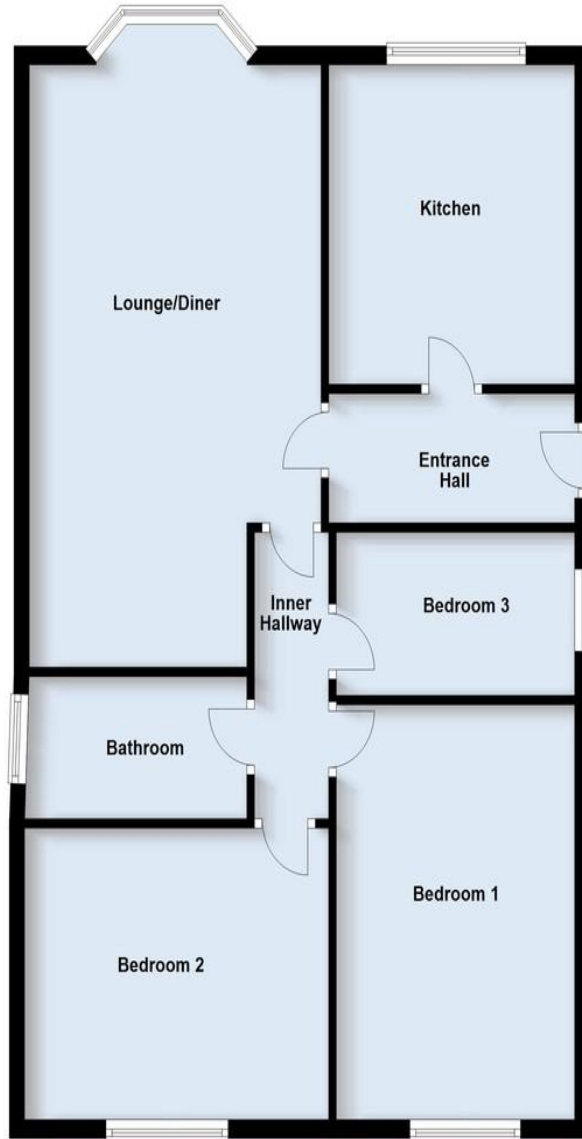 Kitchen
Lounge/Diner
Entrance
Hall
Inner
Hallway
Bedroom 3
Bathroom
Bedroom 1
Bedroom 2